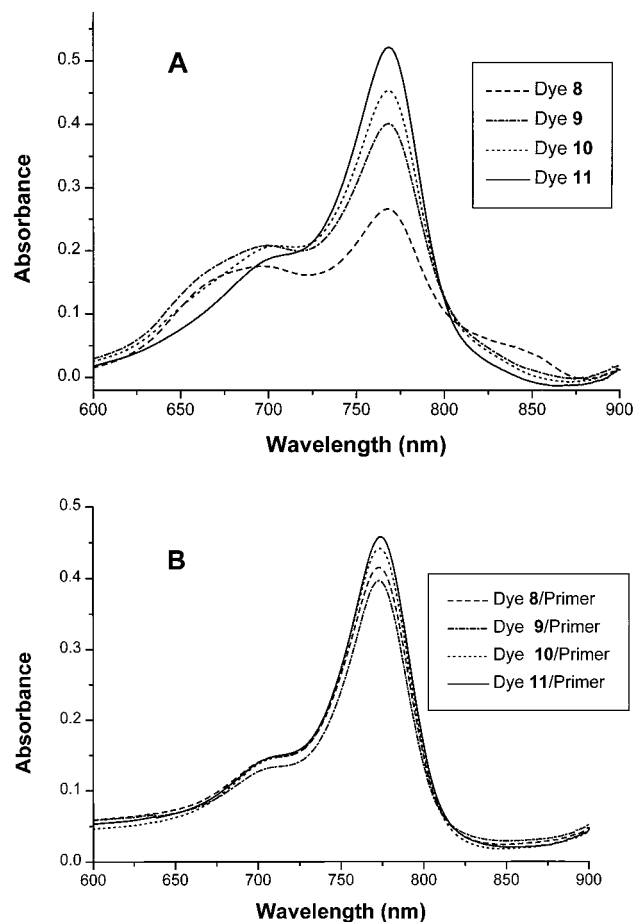 A
Absorbance
0.5
0.4
0.3
0.2
0.1
0.0
600 650 700 750 800 850 900
Wavelength (nm)
Dye 8
Dye 9
Dye 10
Dye 11
B
Absorbance
0.5
0.4
0.3
0.2
0.1
0.0
600 650 700 750 800 850 900
Wavelength (nm)
Dye 8/Primer
Dye 9/Primer
Dye 10/Primer
Dye 11/Primer